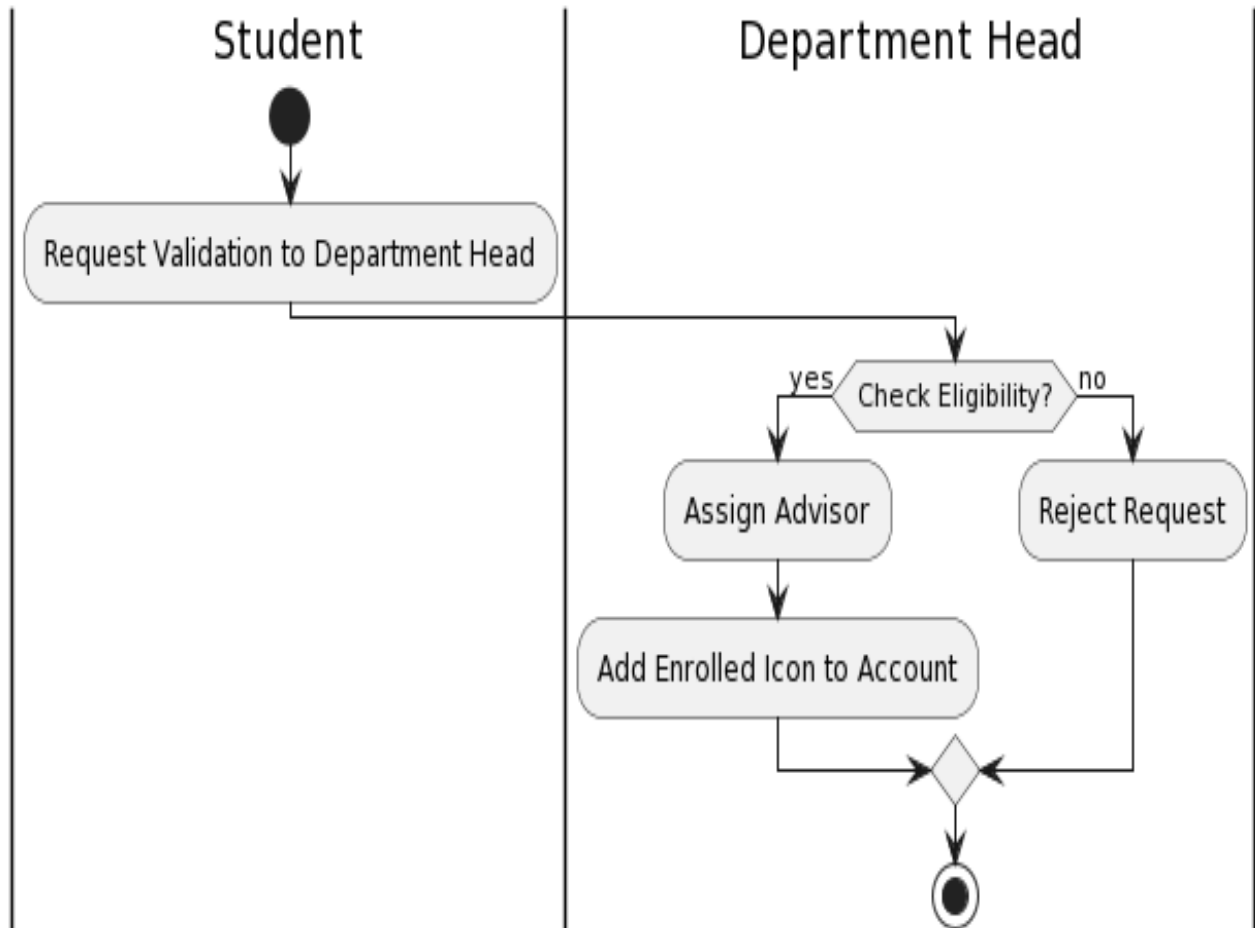 Student
Department Head
Request Validation to Department Head
yes
Check Eligibility?
no
Assign Advisor
Reject Request
Add Enrolled Icon to Account